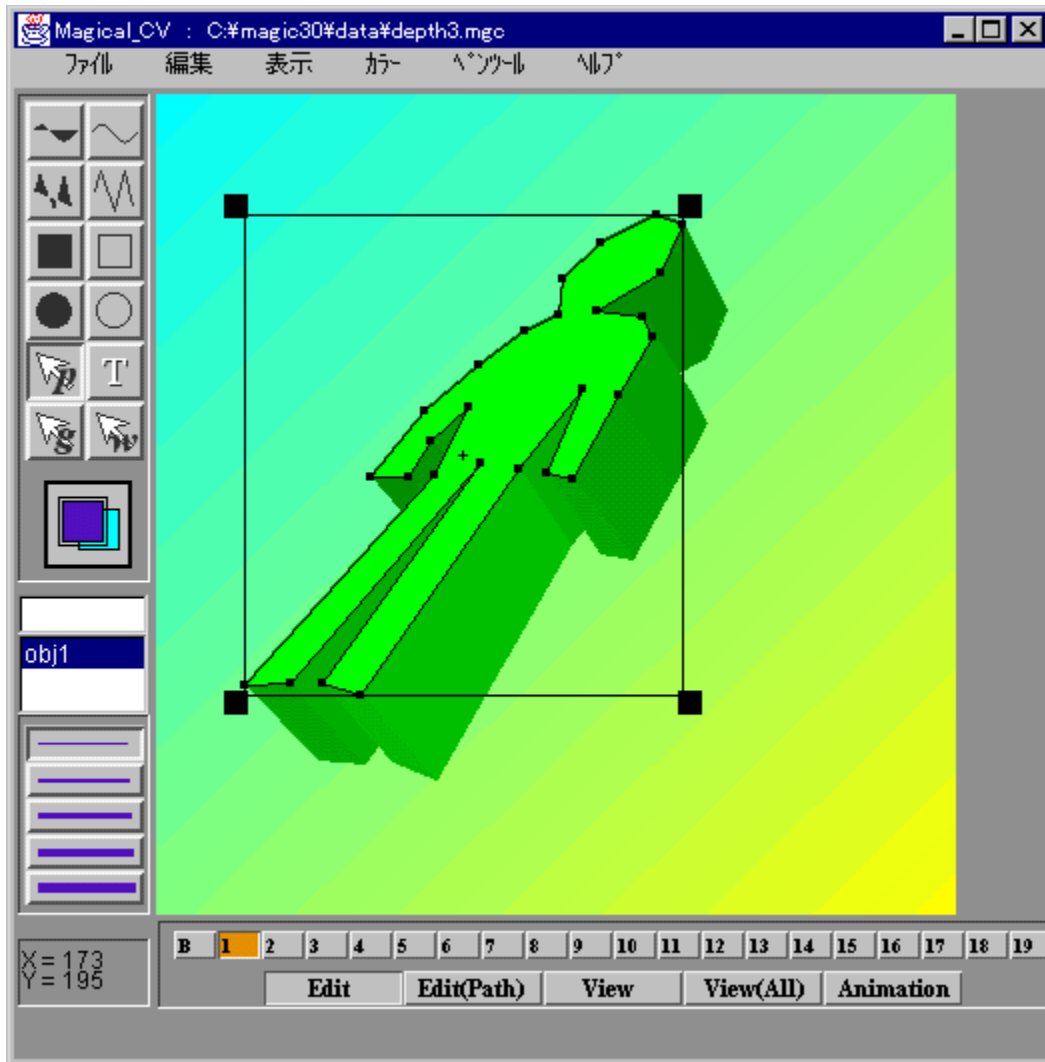 Magical_CV : C:¥magic30¥data¥depth3.mgc
ﾌｧｲﾙ 編集 表示 ｶﾗｰ ﾍﾟﾝﾂｰﾙ ﾍﾙﾌﾟ
p T
g w
obj1
X = 173
Y = 195
B 1 2 3 4 5 6 7 8 9 10 11 12 13 14 15 16 17 18 19
Edit Edit(Path) View View(All) Animation